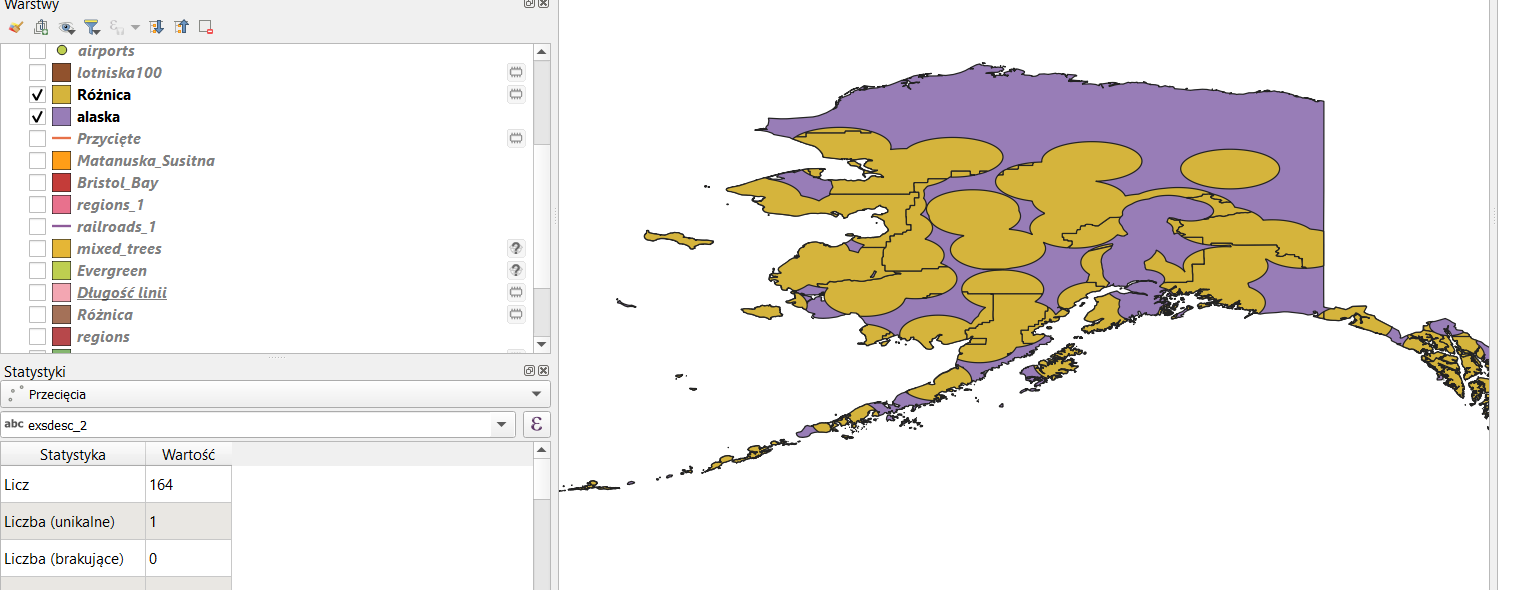 Warstwy
airports
lotniska100
Różnica
alaska
Przycięte
Matanuska_Susitna
Bristol_Bay
regions_1
railroads_1
mixed_trees
?
Evergreen
?
Długość linii
Różnica
regions
Statystyki
Przecięcia
abc exsdesc_2
ε
Statystyka Wartość
Licz 164
Liczba (unikalne) 1
Liczba (brakujące) 0